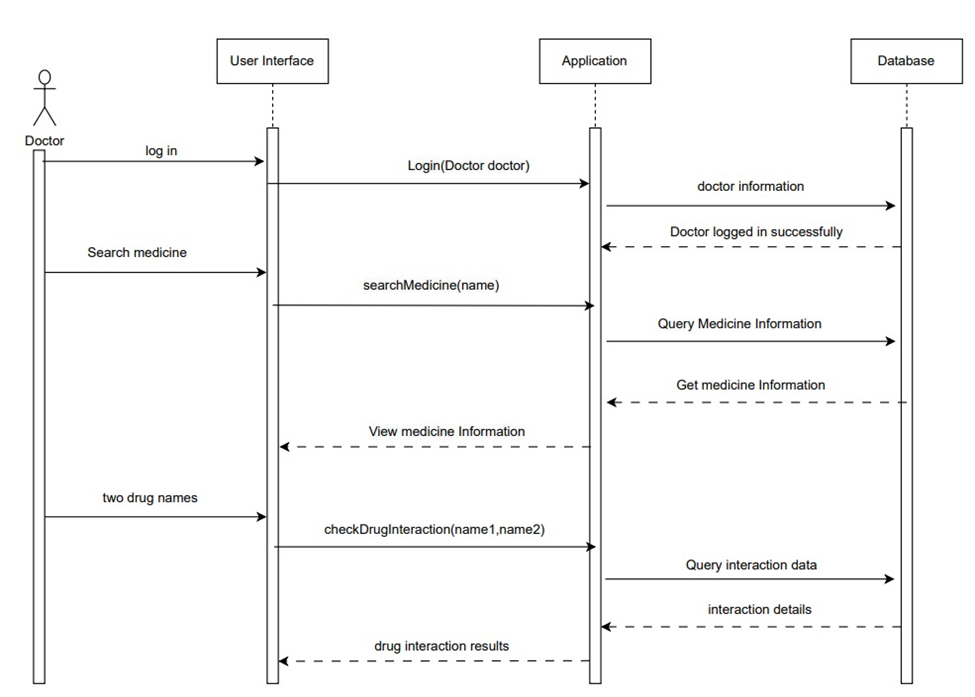 User Interface
Application
Database
Doctor
log in
Login(Doctor doctor)
doctor information
Doctor logged in successfully
Search medicine
searchMedicine(name)
Query Medicine Information
Get medicine Information
View medicine Information
two drug names
checkDrugInteraction(name1,name2)
Query interaction data
interaction details
drug interaction results